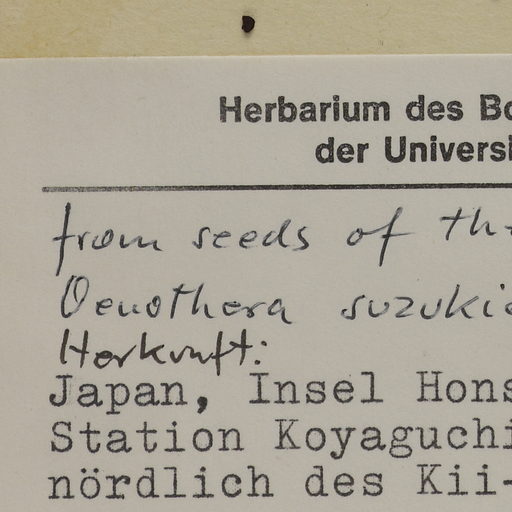 Herbarium des Bo
der Universi
from seeds of th
Oenothera suzuki
Herkunft:
Japan, Insel Hons
Station Koyaguchi
nördlich des Kii-